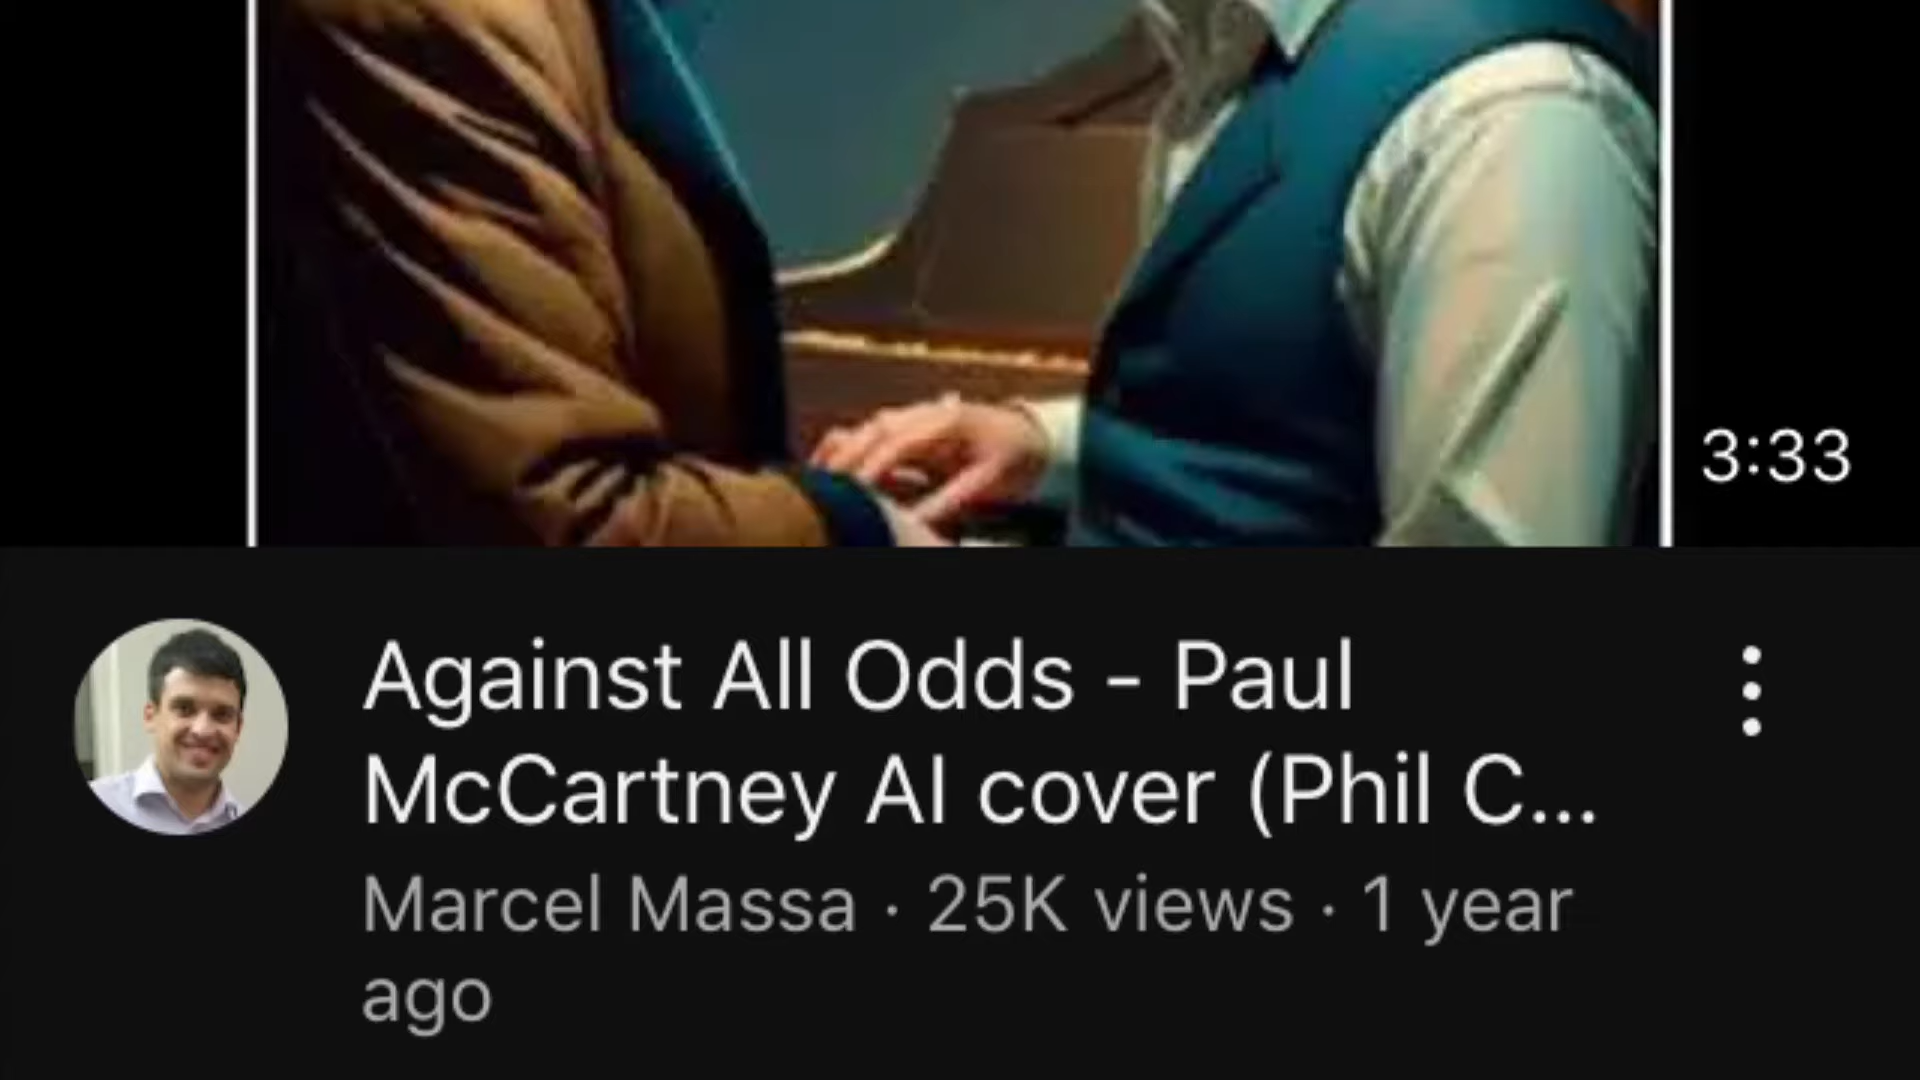 3:33
Against All Odds - Paul
McCartney AI cover (Phil C...
Marcel Massa · 25K views · 1 year
ago